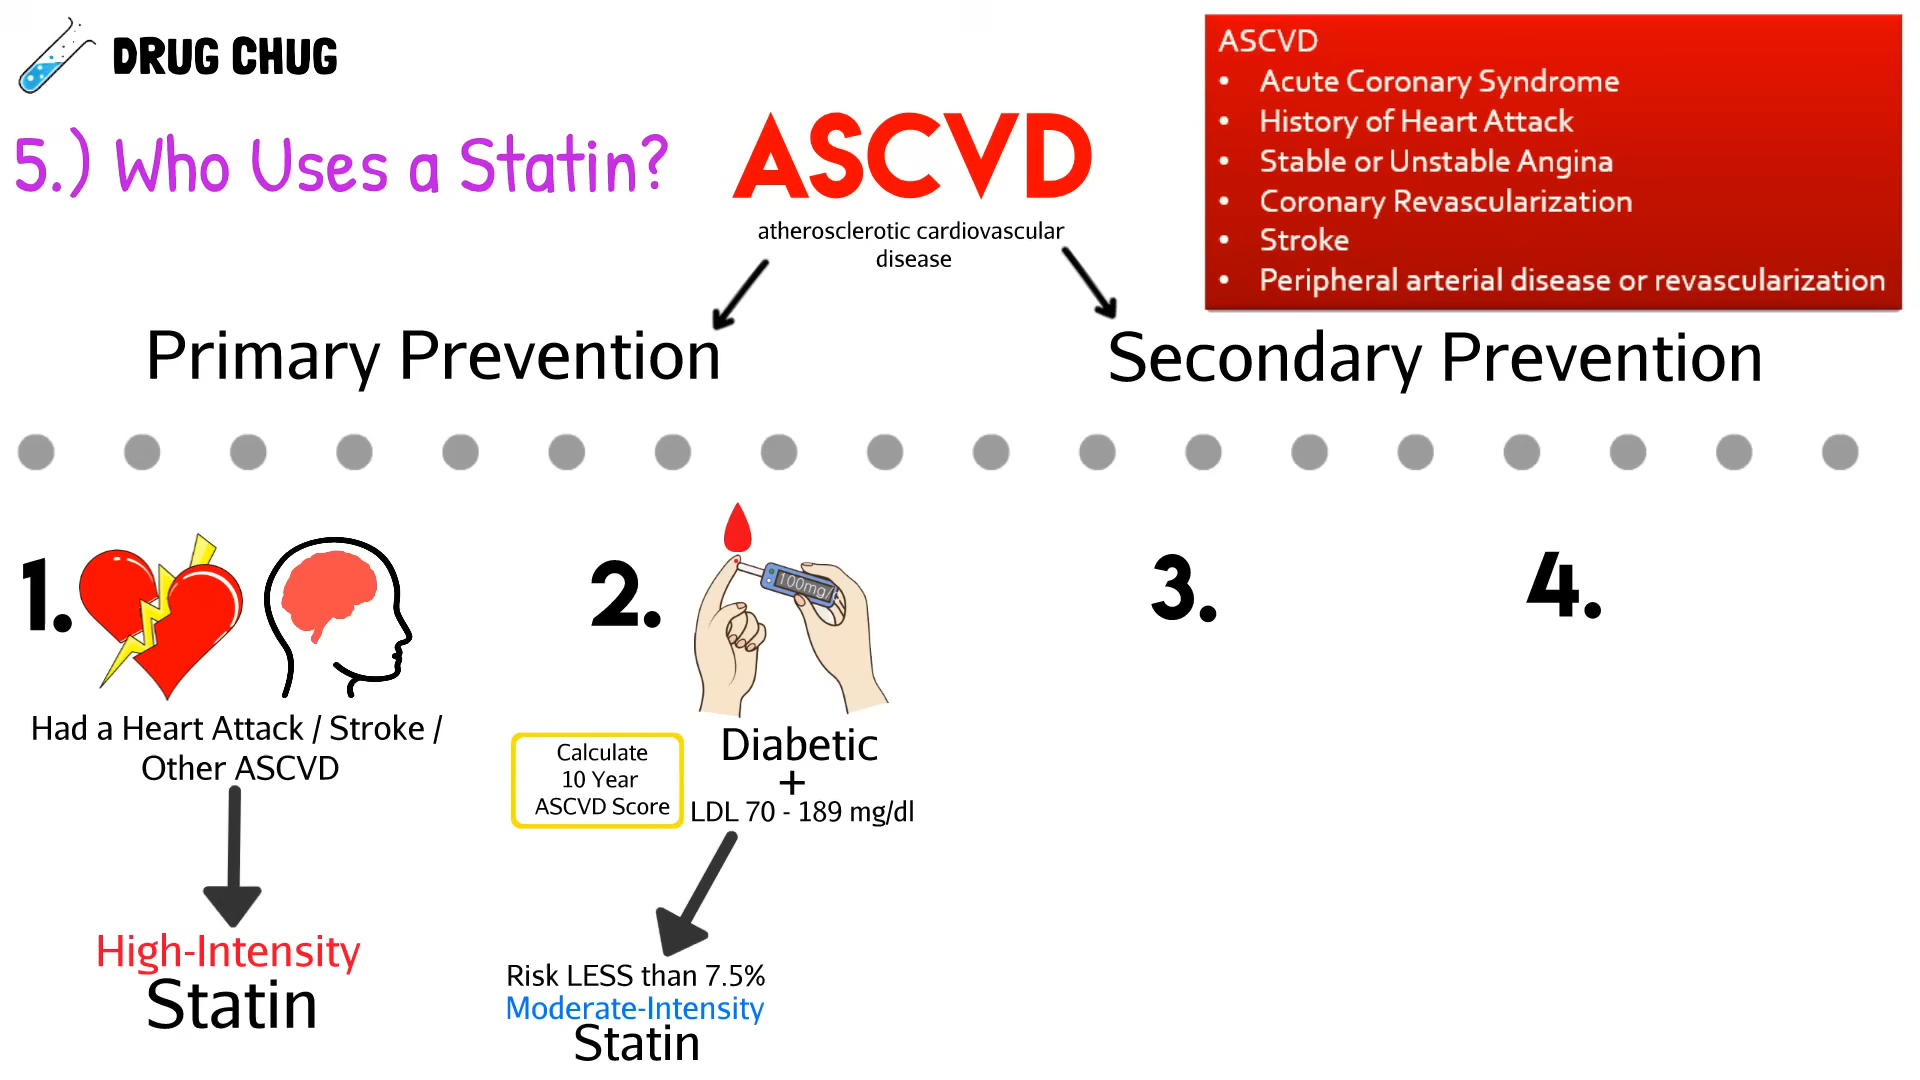 DRUG CHUG
5.) Who Uses a Statin?
ASCVD
atherosclerotic cardiovascular
disease
ASCVD
• Acute Coronary Syndrome
• History of Heart Attack
• Stable or Unstable Angina
• Coronary Revascularization
• Stroke
• Peripheral arterial disease or revascularization
Primary Prevention
Secondary Prevention
1.
Had a Heart Attack / Stroke /
Other ASCVD
High-Intensity
Statin
2.
100mg/
Calculate
10 Year
ASCVD Score
Diabetic
+
LDL 70 - 189 mg/dl
Risk LESS than 7.5%
Moderate-Intensity
Statin
3.
4.